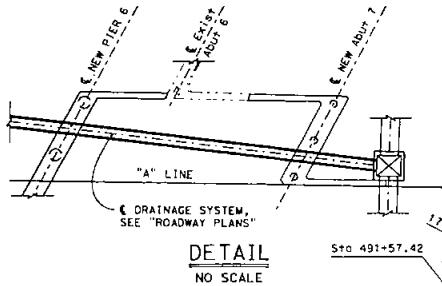 ℄ NEW PIER 6
℄ Exist
Abut 6
℄ New Abut 7
"A" LINE
℄ DRAINAGE SYSTEM,
SEE "ROADWAY PLANS"
DETAIL
NO SCALE
Sta 491+57.42